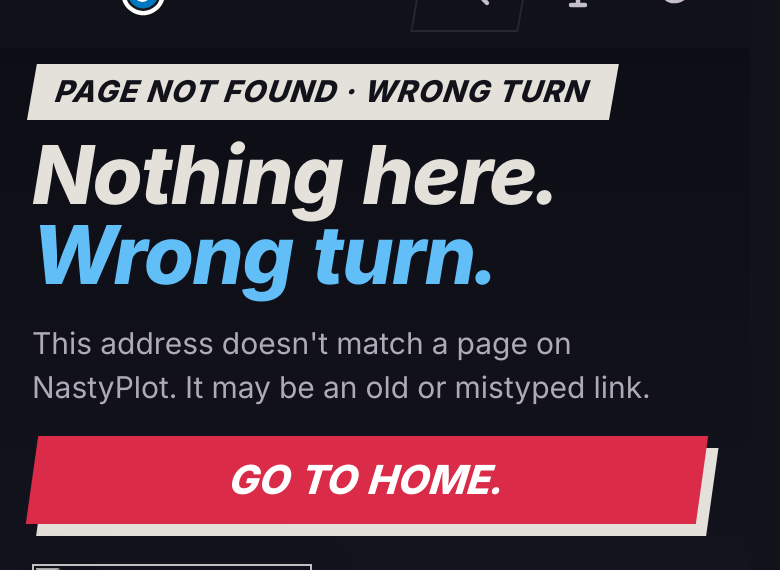 PAGE NOT FOUND · WRONG TURN
Nothing here.
Wrong turn.
This address doesn't match a page on
NastyPlot. It may be an old or mistyped link.
GO TO HOME.